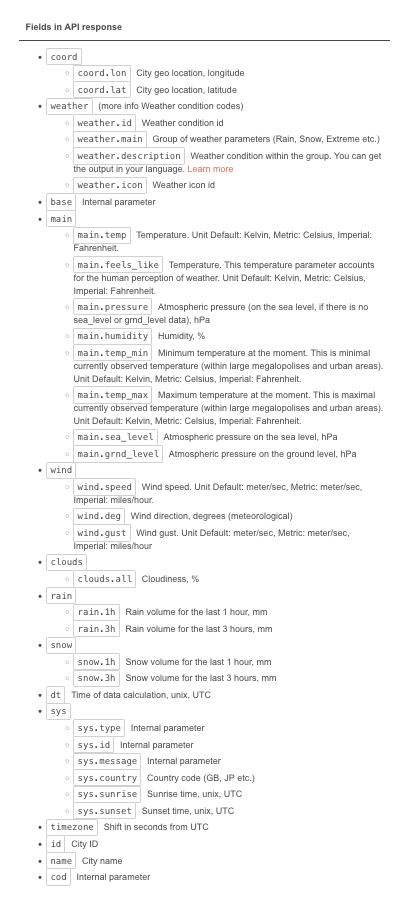 Fields in API response
coord
coord.lon City geo location, longitude
coord.lat City geo location, latitude
weather (more info Weather condition codes)
weather.id Weather condition id
weather.main Group of weather parameters (Rain, Snow, Extreme etc.)
weather.description Weather condition within the group. You can get
the output in your language. Learn more
weather.icon Weather icon id
base Internal parameter
main
main.temp Temperature. Unit Default: Kelvin, Metric: Celsius, Imperial:
Fahrenheit.
main.feels_like Temperature. This temperature parameter accounts
for the human perception of weather. Unit Default: Kelvin, Metric: Celsius,
Imperial: Fahrenheit.
main.pressure Atmospheric pressure (on the sea level, if there is no
sea_level or grnd_level data), hPa
main.humidity Humidity, %
main.temp_min Minimum temperature at the moment. This is minimal
currently observed temperature (within large megalopolises and urban areas).
Unit Default: Kelvin, Metric: Celsius, Imperial: Fahrenheit.
main.temp_max Maximum temperature at the moment. This is maximal
currently observed temperature (within large megalopolises and urban areas).
Unit Default: Kelvin, Metric: Celsius, Imperial: Fahrenheit.
main.sea_level Atmospheric pressure on the sea level, hPa
main.grnd_level Atmospheric pressure on the ground level, hPa
wind
wind.speed Wind speed. Unit Default: meter/sec, Metric: meter/sec,
Imperial: miles/hour.
wind.deg Wind direction, degrees (meteorological)
wind.gust Wind gust. Unit Default: meter/sec, Metric: meter/sec,
Imperial: miles/hour
clouds
clouds.all Cloudiness, %
rain
rain.1h Rain volume for the last 1 hour, mm
rain.3h Rain volume for the last 3 hours, mm
snow
snow.1h Snow volume for the last 1 hour, mm
snow.3h Snow volume for the last 3 hours, mm
dt Time of data calculation, unix, UTC
sys
sys.type Internal parameter
sys.id Internal parameter
sys.message Internal parameter
sys.country Country code (GB, JP etc.)
sys.sunrise Sunrise time, unix, UTC
sys.sunset Sunset time, unix, UTC
timezone Shift in seconds from UTC
id City ID
name City name
cod Internal parameter